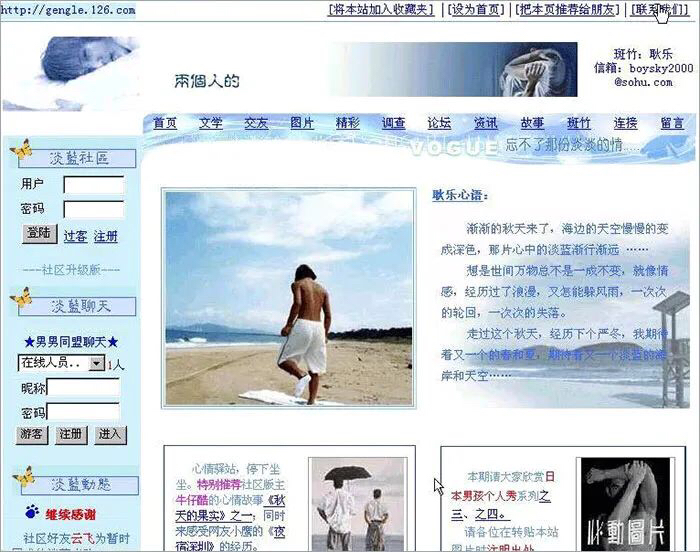 http://gengle.126.com
[将本站加入收藏夹] | [设为首页] | [把本页推荐给朋友] | [联系我们]
兩個人的
斑竹：耿乐
信箱：boysky2000
@sohu.com
首页 文学 交友 图片 精彩 调查 论坛 资讯 故事 斑竹 连接 留言
VOGUE 忘不了那份淡淡的情.....
淡藍社區
用户
密码
登陆 过客 注册
---社区升级版---
淡藍聊天
★男男同盟聊天★
在线人员.. 1人
昵称
密码
游客 注册 进入
淡藍動態
继续感谢
社区好友云飞为暂时
耿乐心语：
渐渐的秋天来了，海边的天空慢慢的变
成深色，那片心中的淡蓝渐行渐远 ……
想是世间万物总不是一成不变，就像情
感，经历过了浪漫，又怎能躲风雨，一次次
的轮回，一次次的失落。
走过这个秋天，经历下个严冬，我期待
着又一个的春和夏，期待着又一个淡蓝的海
岸和天空……
心情驿站，停下坐
坐。特别推荐社区版主
牛仔酷的心情故事《秋
天的果实》之一；同时
来感受网友小鹰的《夜
宿深圳》的经历。
本期请大家欣赏日
本男孩个人秀系列之
三、之四。
请各位在转贴本站
图片时注明出处
心動圖片